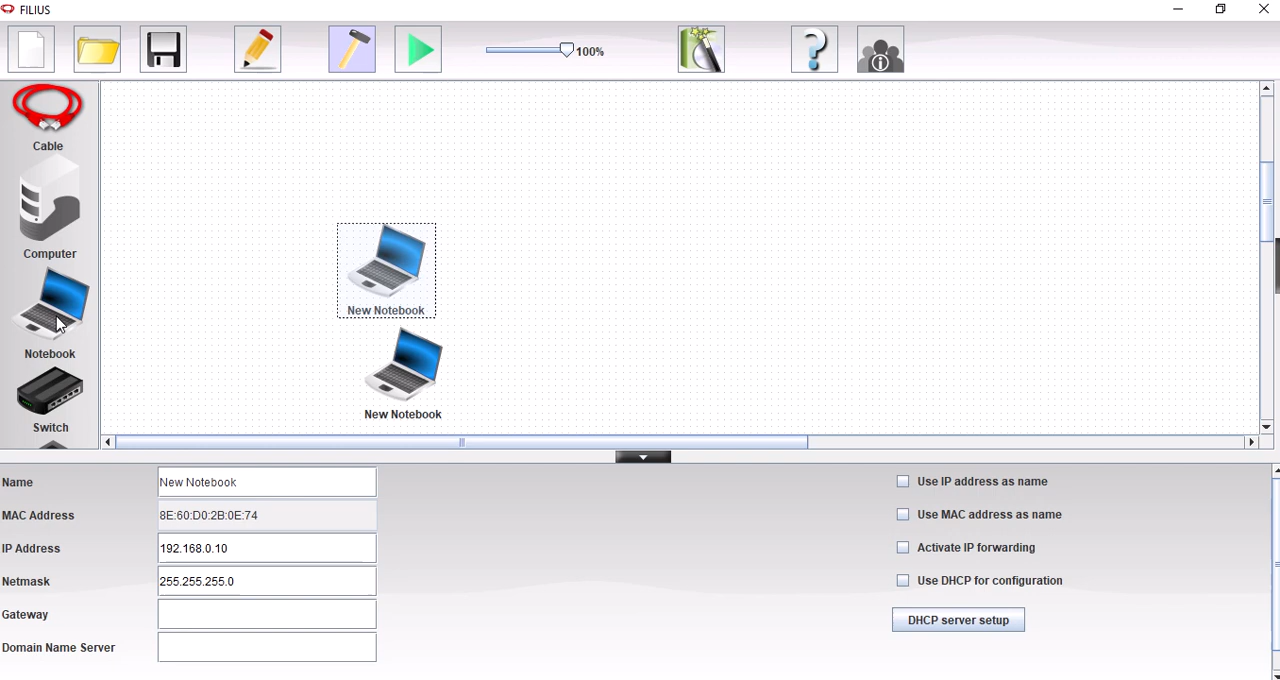 FILIUS
100%
Cable
Computer
Notebook
Switch
New Notebook
New Notebook
Name
New Notebook
MAC Address
8E:60:D0:2B:0E:74
IP Address
192.168.0.10
Netmask
255.255.255.0
Gateway
Domain Name Server
Use IP address as name
Use MAC address as name
Activate IP forwarding
Use DHCP for configuration
DHCP server setup